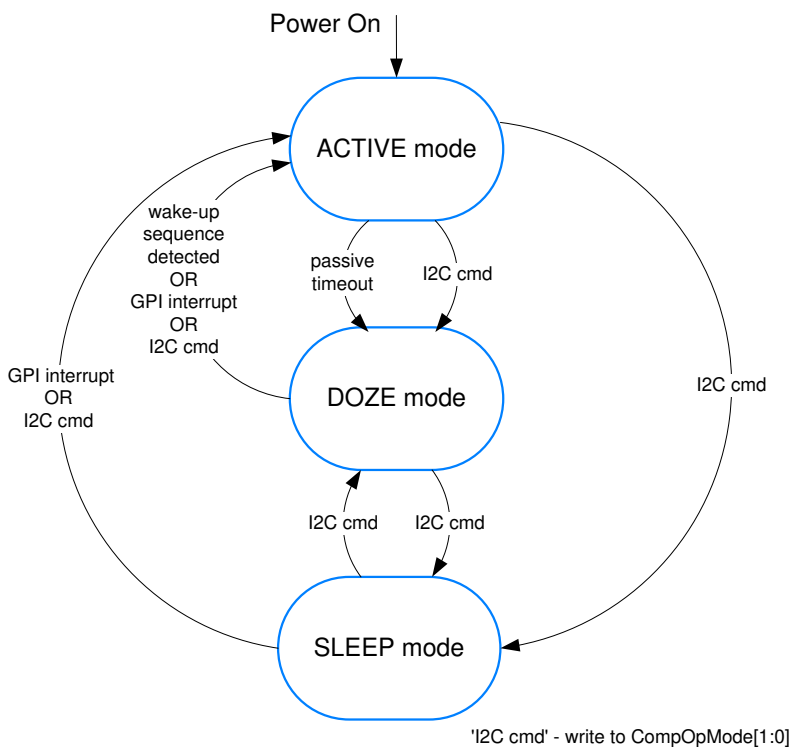 Power On
ACTIVE mode
wake-up
sequence
detected
OR
GPI interrupt
OR
I2C cmd
passive
timeout
I2C cmd
GPI interrupt
OR
I2C cmd
I2C cmd
DOZE mode
I2C cmd
I2C cmd
SLEEP mode
'I2C cmd' - write to CompOpMode[1:0]